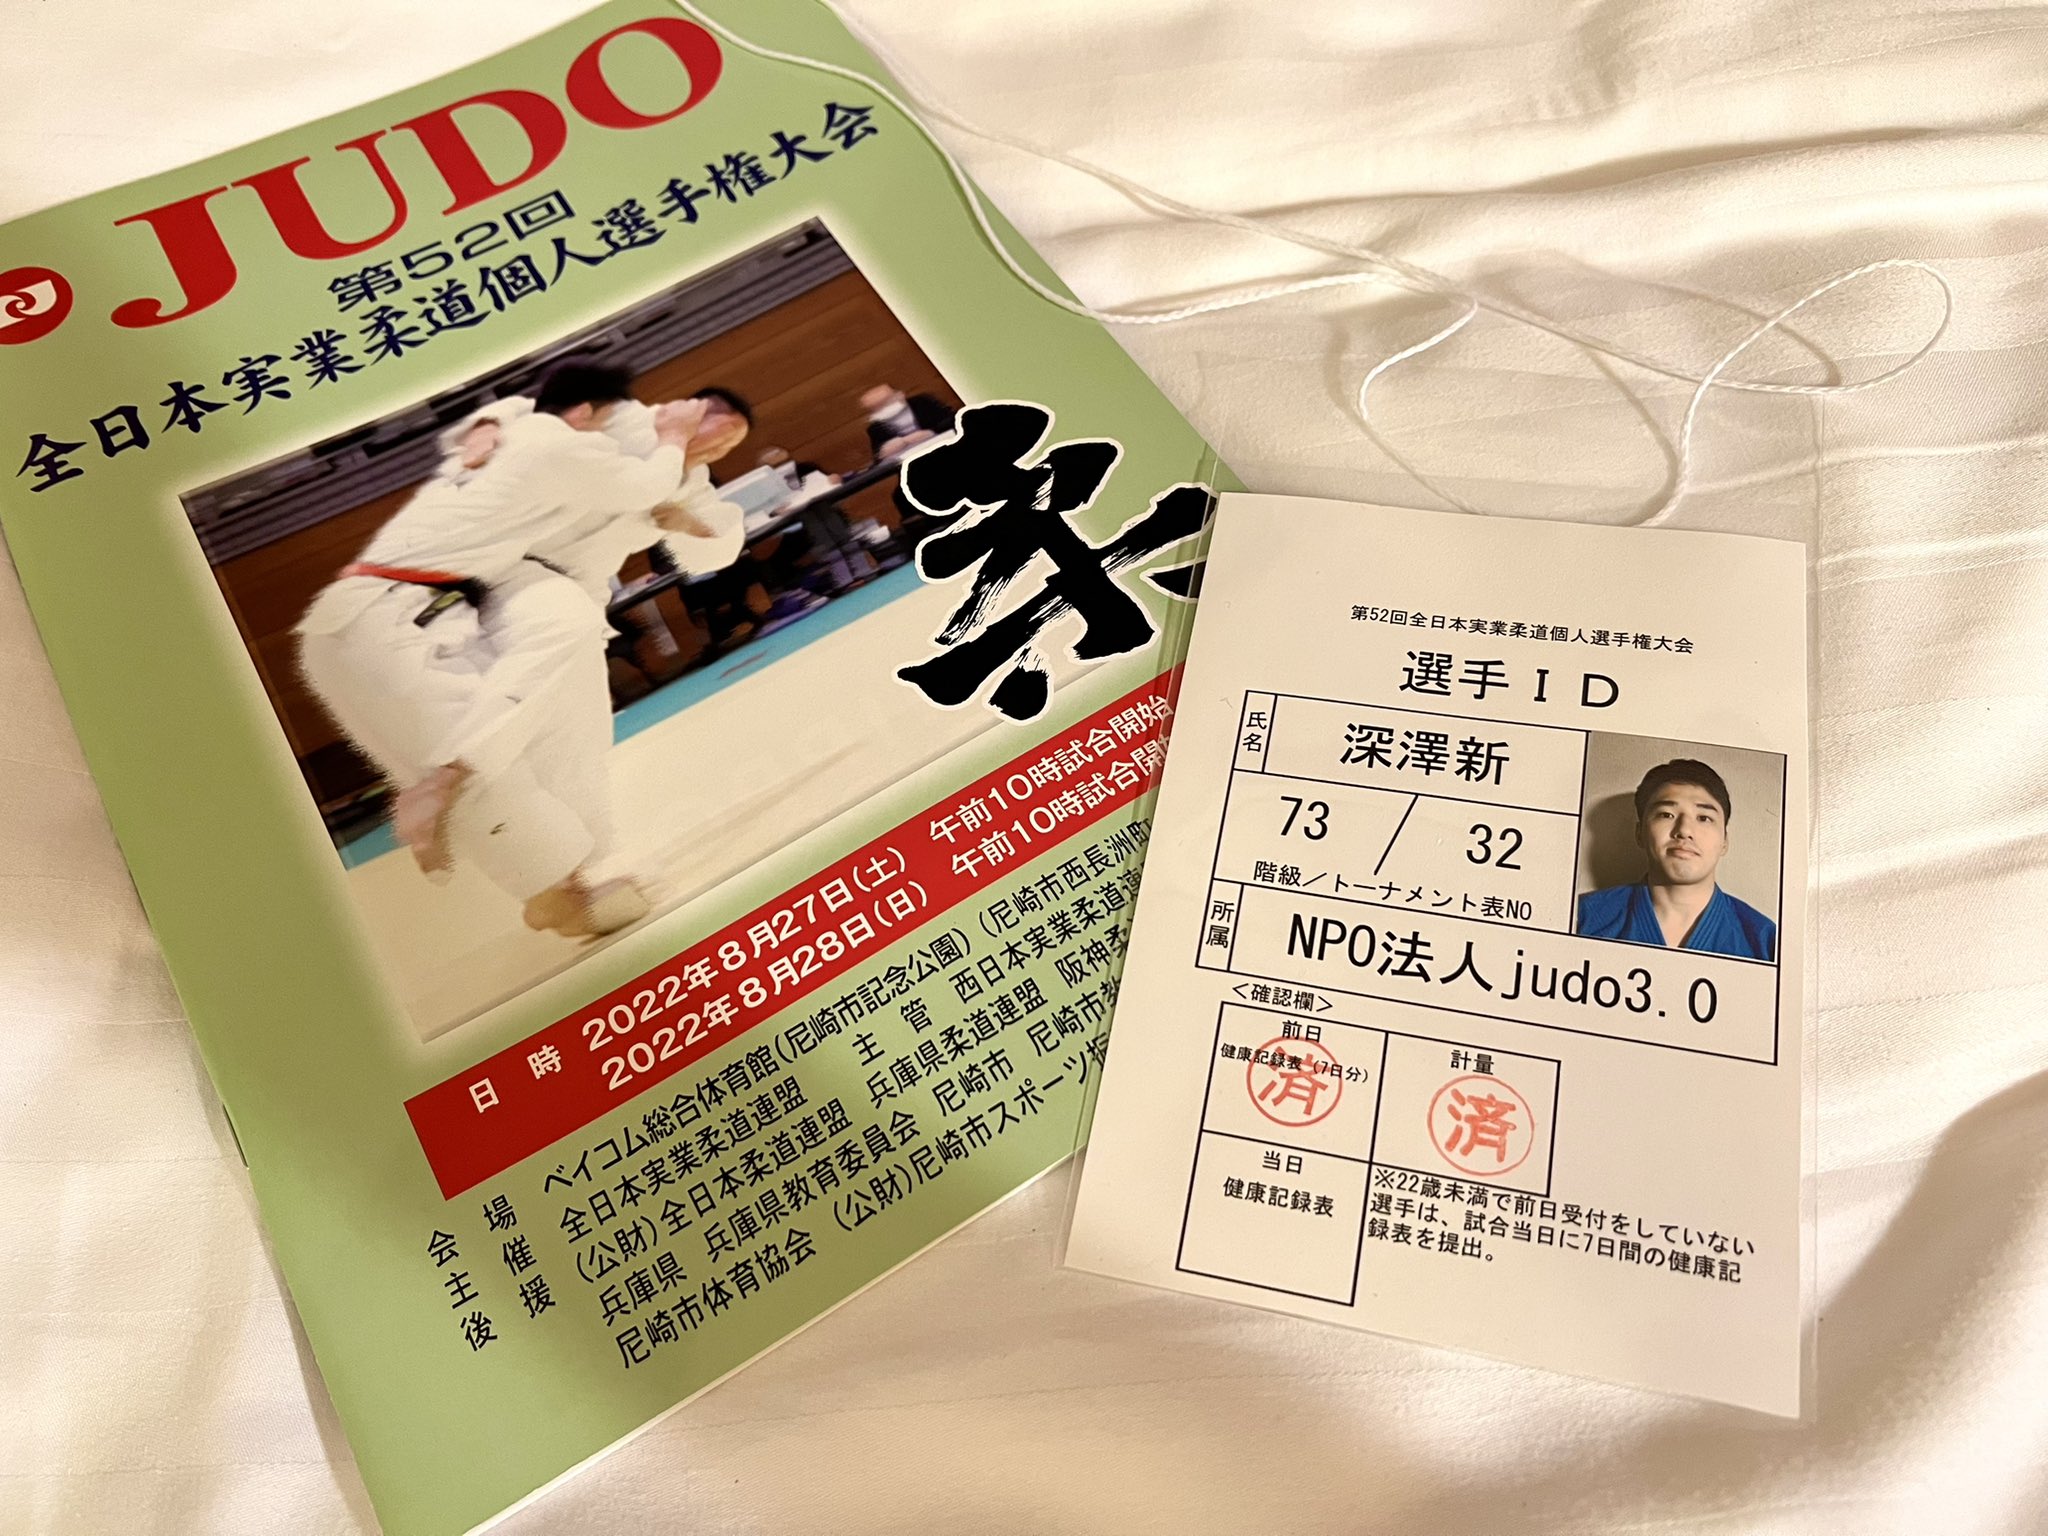 JUDO
第52回
全日本実業柔道個人選手権大会
日時 2022年8月27日(土) 午前10時試合開始
2022年8月28日(日) 午前10時試合開
会場 ベイコム総合体育館(尼崎市記念公園)(尼崎市西長洲町
主催 全日本実業柔道連盟 主管 西日本実業柔道連
後援 (公財)全日本柔道連盟 兵庫県柔道連盟 阪神柔
兵庫県 兵庫県教育委員会 尼崎市 尼崎市教
尼崎市体育協会 (公財)尼崎市スポーツ振
第52回全日本実業柔道個人選手権大会
選手ID
氏名 深澤新
73 / 32
階級/トーナメント表NO
所属 NPO法人judo3.0
<確認欄>
前日 計量
健康記録表(7日分)
済 済
当日
健康記録表
※22歳未満で前日受付をしていない
選手は、試合当日に7日間の健康記
録表を提出。